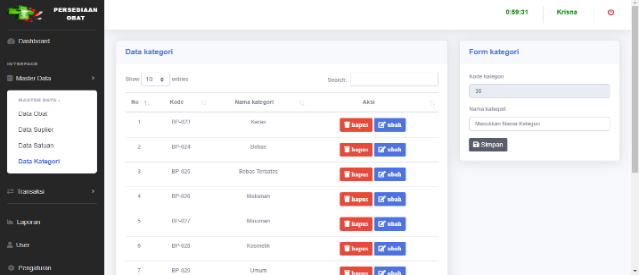 PERSEDIAAN
OBAT
0:59:31 Krisna
Dashboard
INTERFACE
Master Data
MASTER DATA :
Data Obat
Data Suplier
Data Satuan
Data Kategori
Transaksi
Laporan
User
Pengaturan
Data kategori
Show 10 entries
Search:
No Kode Nama kategori Aksi
1 Keras hapus ubah
2 BP-024 Bebas hapus ubah
3 BP-025 Bebas Terbatas hapus ubah
4 BP-026 Makanan hapus ubah
5 BP-027 Minuman hapus ubah
6 BP-028 Kosmetik hapus ubah
7 BP-029 Umum hapus ubah
Form kategori
Kode kategori
Nama kategori
Masukkan Nama Kategori
Simpan